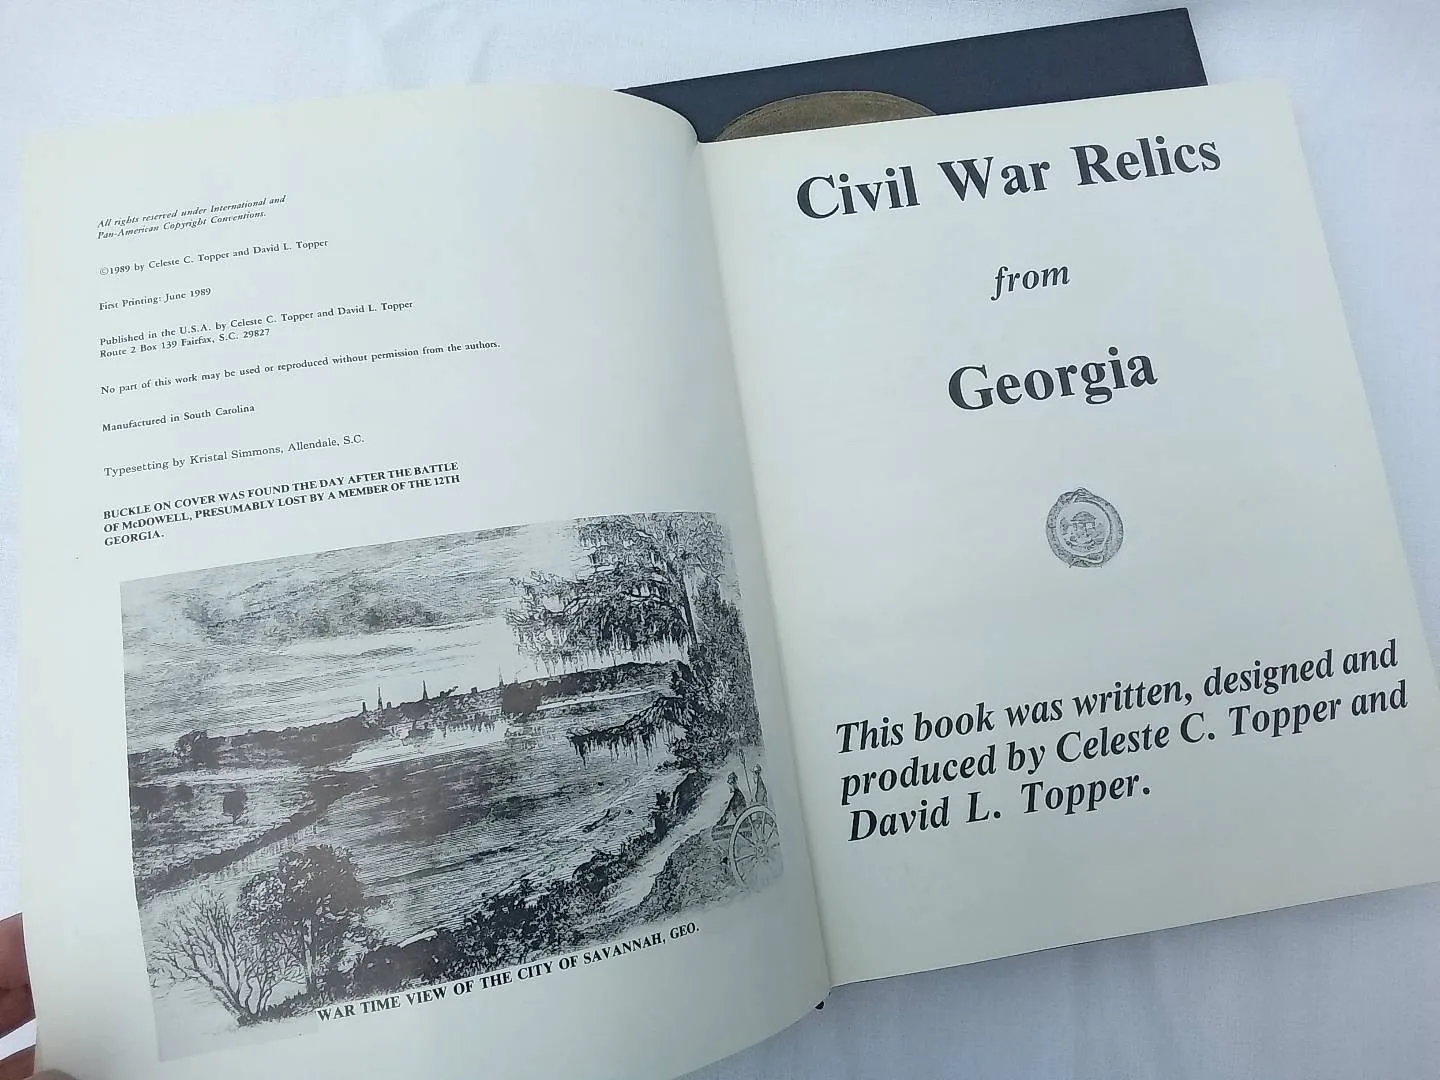 All rights reserved under International and
Pan-American Copyright Conventions.
©1989 by Celeste C. Topper and David L. Topper
First Printing: June 1989
Published in the U.S.A. by Celeste C. Topper and David L. Topper
Route 2 Box 139 Fairfax, S.C. 29827
No part of this work may be used or reproduced without permission from the authors.
Manufactured in South Carolina
Typesetting by Kristal Simmons, Allendale, S.C.
BUCKLE ON COVER WAS FOUND THE DAY AFTER THE BATTLE
OF McDOWELL, PRESUMABLY LOST BY A MEMBER OF THE 12TH
GEORGIA.
WAR TIME VIEW OF THE CITY OF SAVANNAH, GEO.
Civil War Relics
from
Georgia
This book was written, designed and
produced by Celeste C. Topper and
David L. Topper.